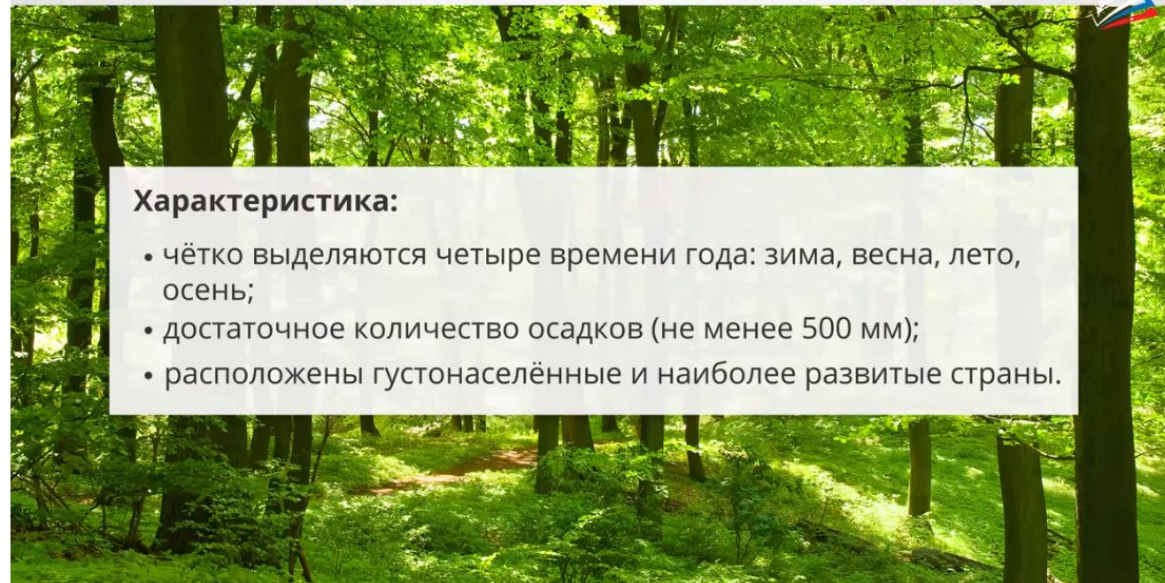 Характеристика:
• чётко выделяются четыре времени года: зима, весна, лето,
осень;
• достаточное количество осадков (не менее 500 мм);
• расположены густонаселённые и наиболее развитые страны.